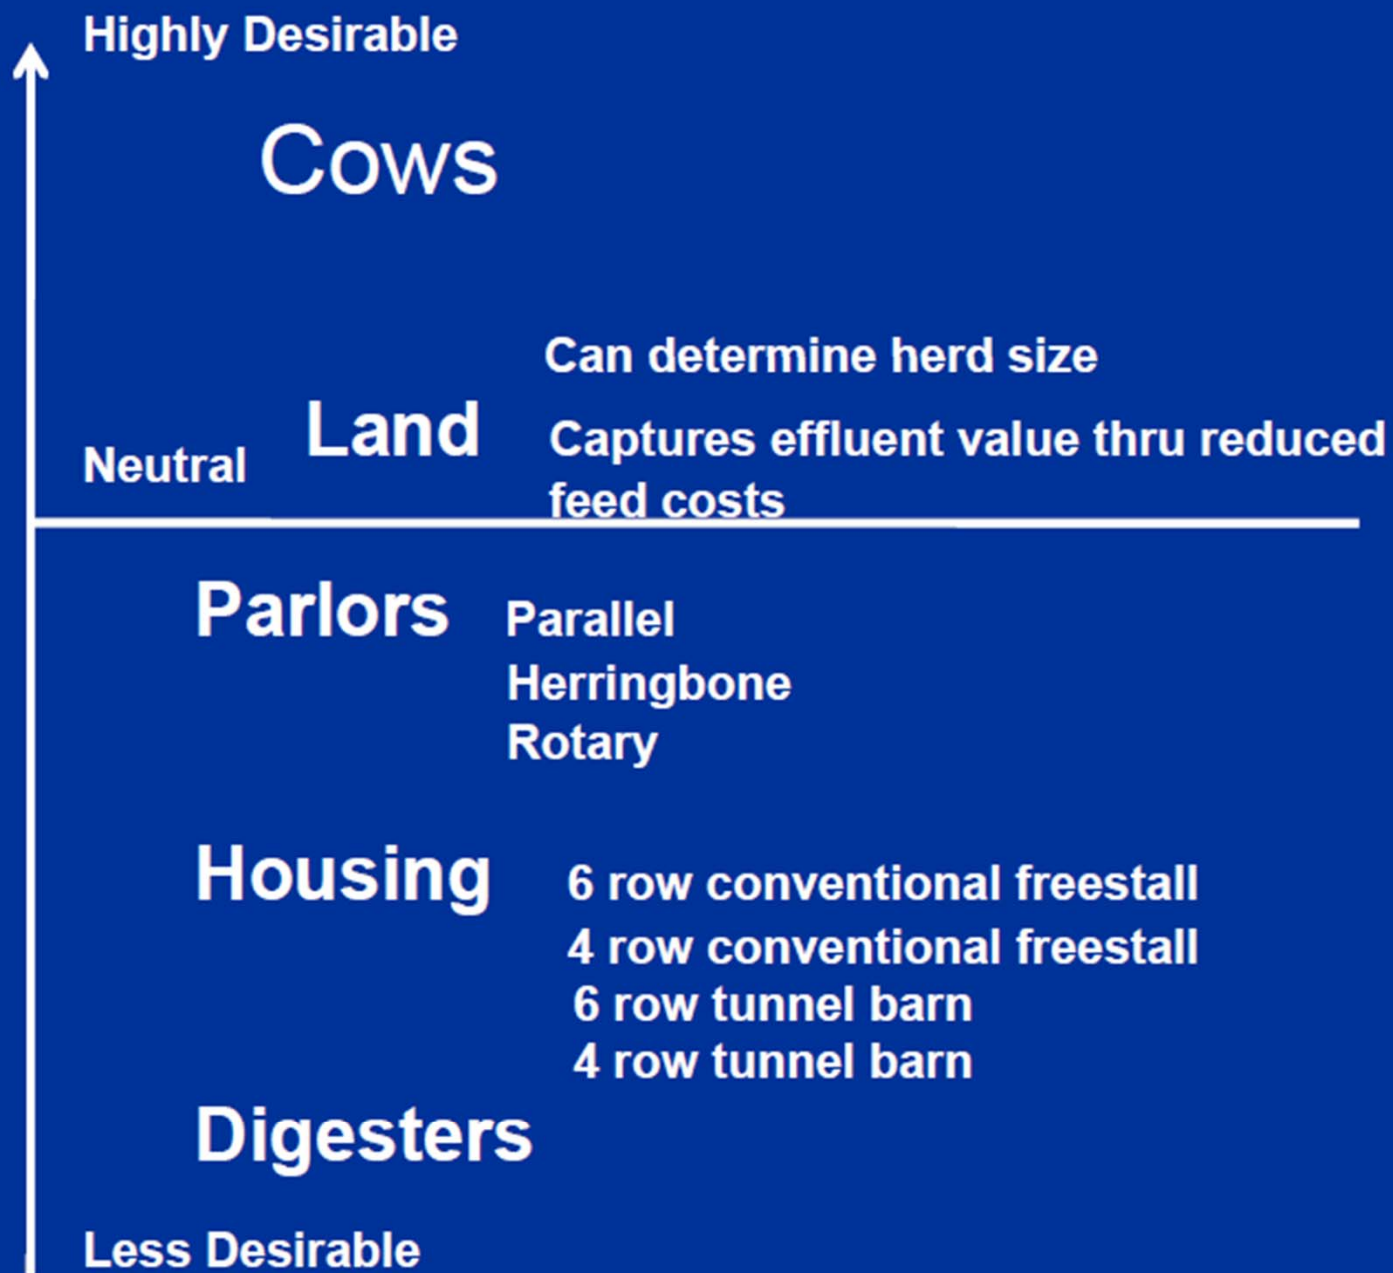 Highly Desirable
Cows
Can determine herd size
Land
Captures effluent value thru reduced
Neutral
feed costs
Parlors
Parallel
Herringbone
Rotary
Housing
6 row conventional freestall
4 row conventional freestall
6 row tunnel barn
4 row tunnel barn
Digesters
Less Desirable